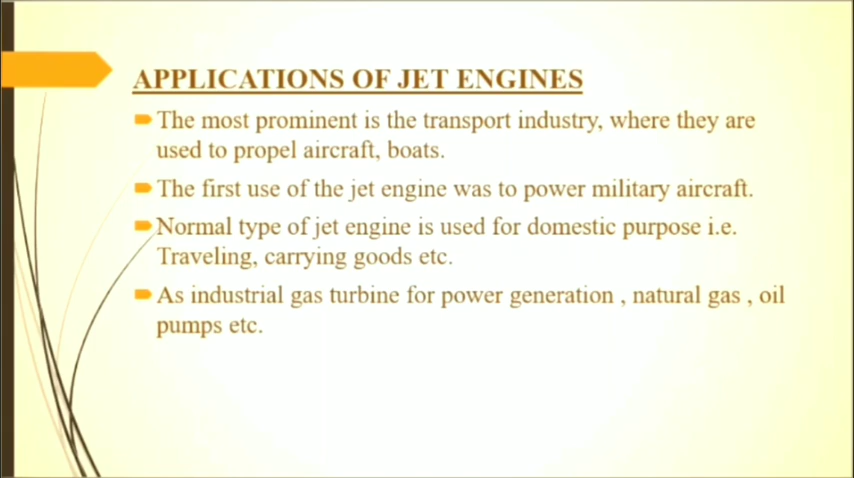 APPLICATIONS OF JET ENGINES
The most prominent is the transport industry, where they are
used to propel aircraft, boats.
The first use of the jet engine was to power military aircraft.
Normal type of jet engine is used for domestic purpose i.e.
Traveling, carrying goods etc.
As industrial gas turbine for power generation , natural gas , oil
pumps etc.